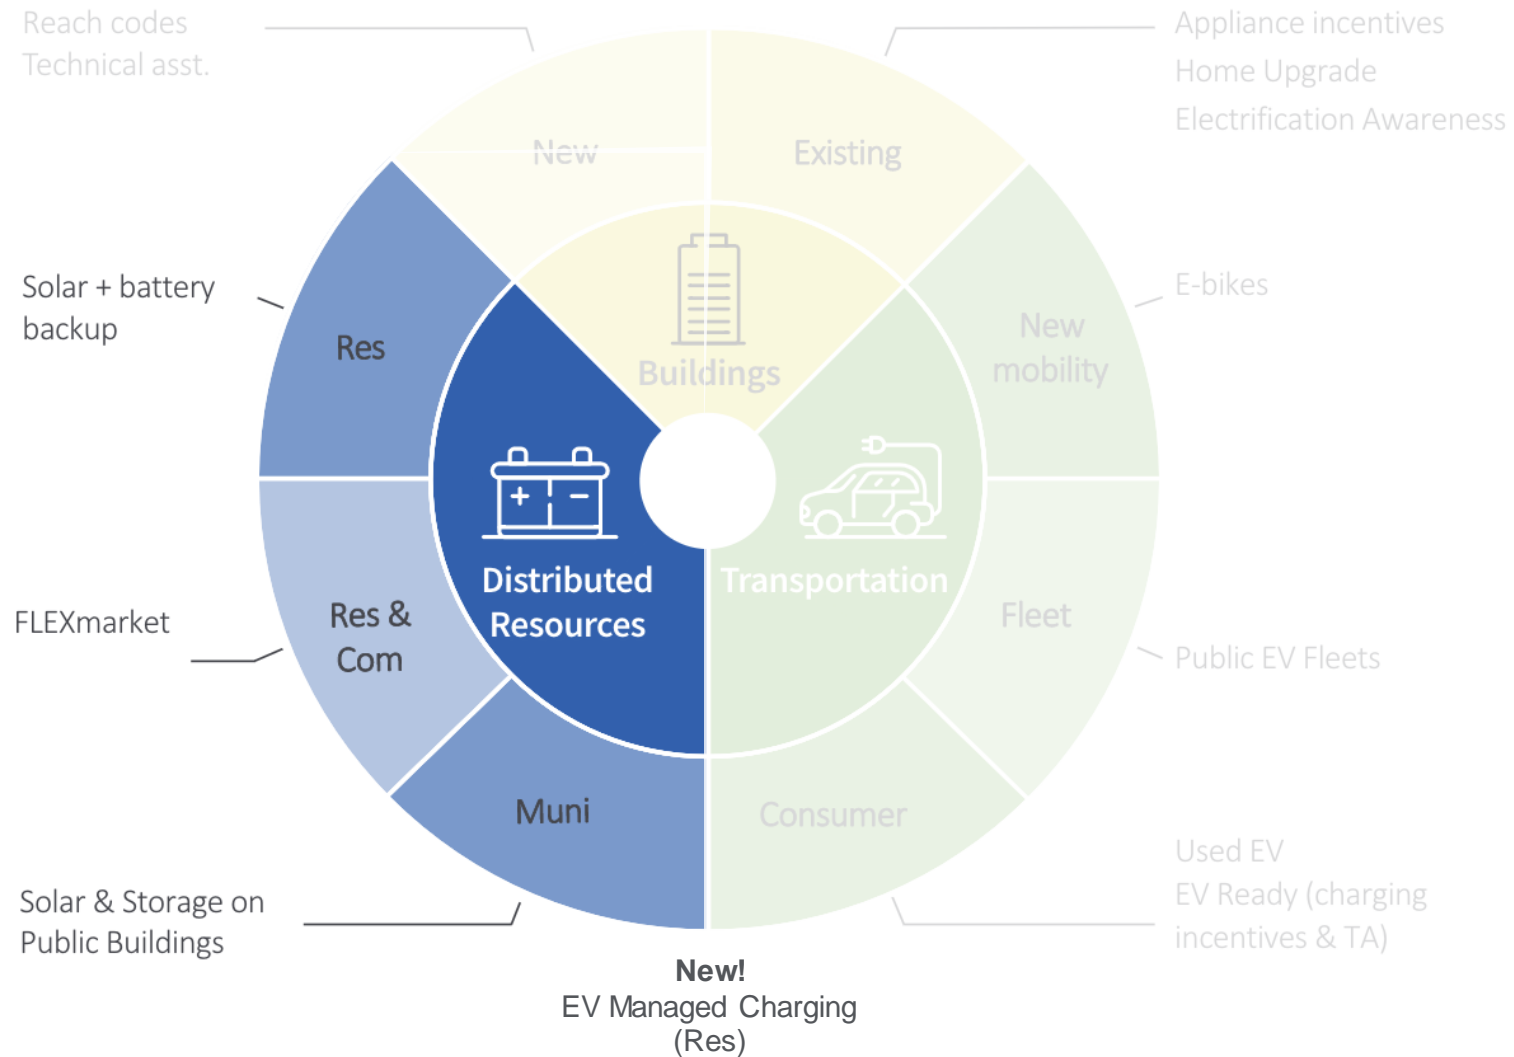 Reach codes
Technical asst.
Appliance incentives
Home Upgrade
Electrification Awareness
New
Existing
Solar + battery
backup
Res
Buildings
New
mobility
E-bikes
+ –
Distributed
Resources
Transportation
FLEXmarket
Res &
Com
Fleet
Public EV Fleets
Muni
Consumer
Solar & Storage on
Public Buildings
Used EV
EV Ready (charging
incentives & TA)
New!
EV Managed Charging
(Res)